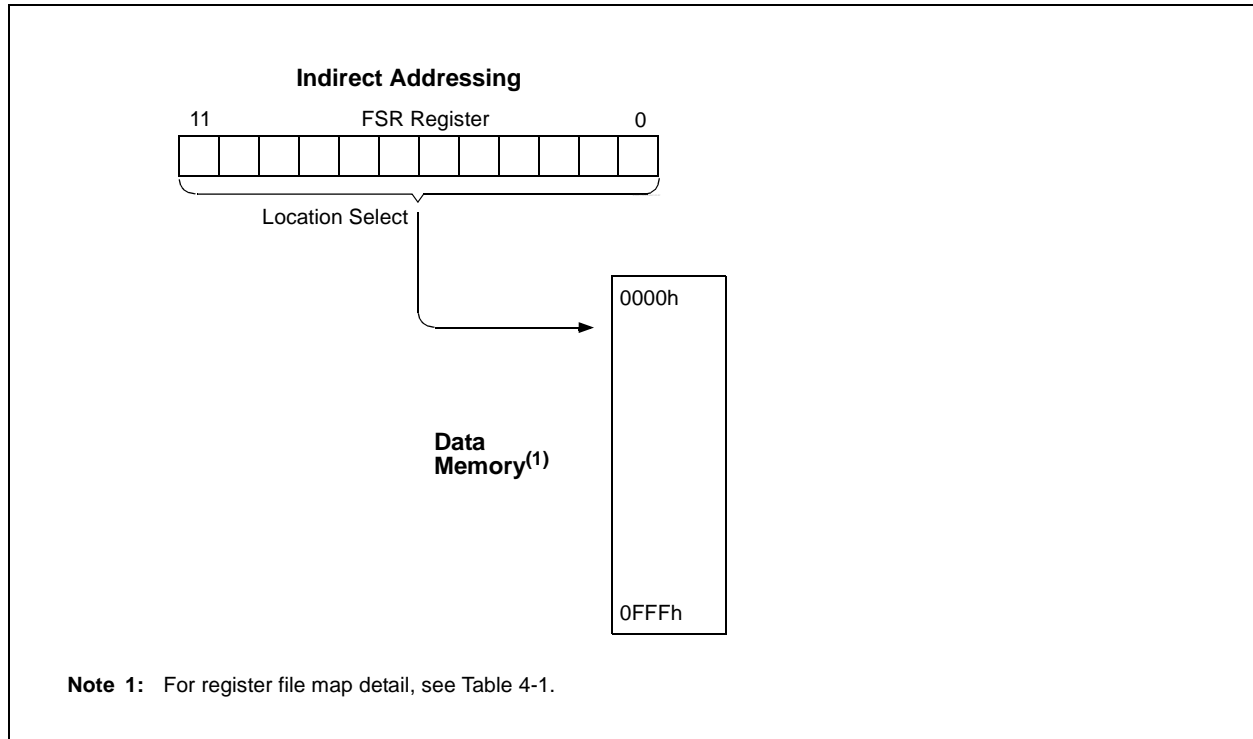 Indirect Addressing
11 FSR Register 0
Location Select
0000h
Data
Memory(1)
0FFFh
Note 1: For register file map detail, see Table 4-1.